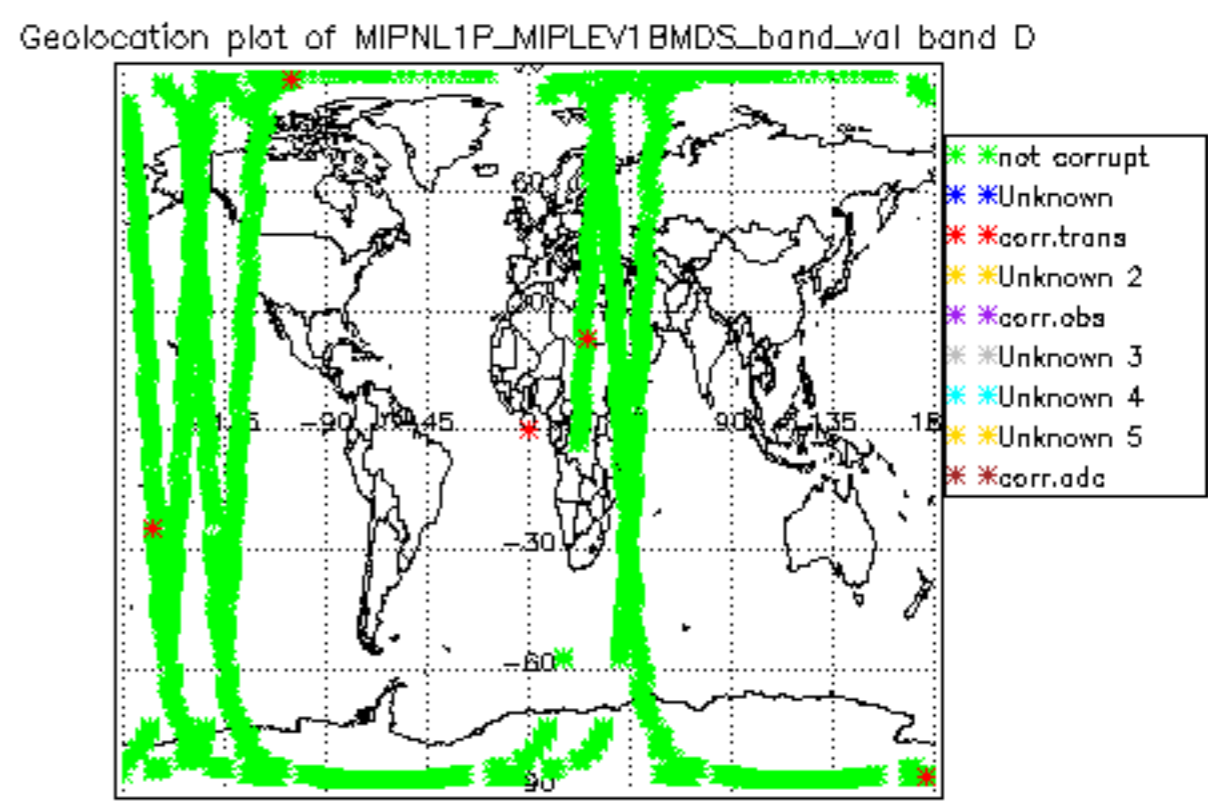 Geolocation plot of MIPNL1P_MIPLEV1BMDS_band_val band D
not corrupt
Unknown
corr.trans
Unknown 2
corr.obs
Unknown 3
Unknown 4
Unknown 5
corr.adc
60
-90 -45 90 135
-30
-60
90